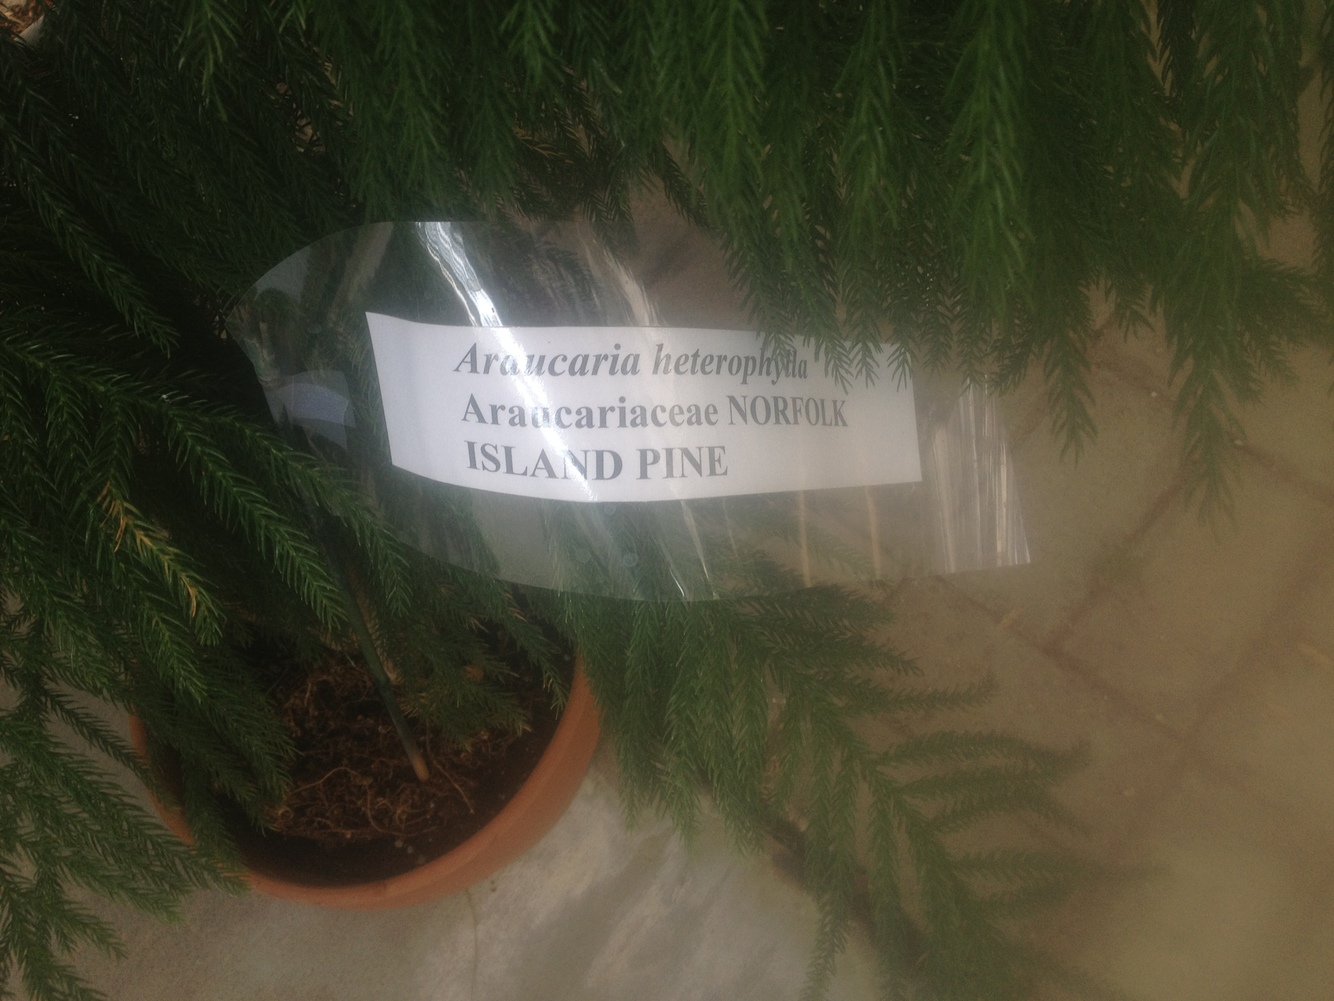 Araucaria heterophylla
Araucariaceae NORFOLK
ISLAND PINE